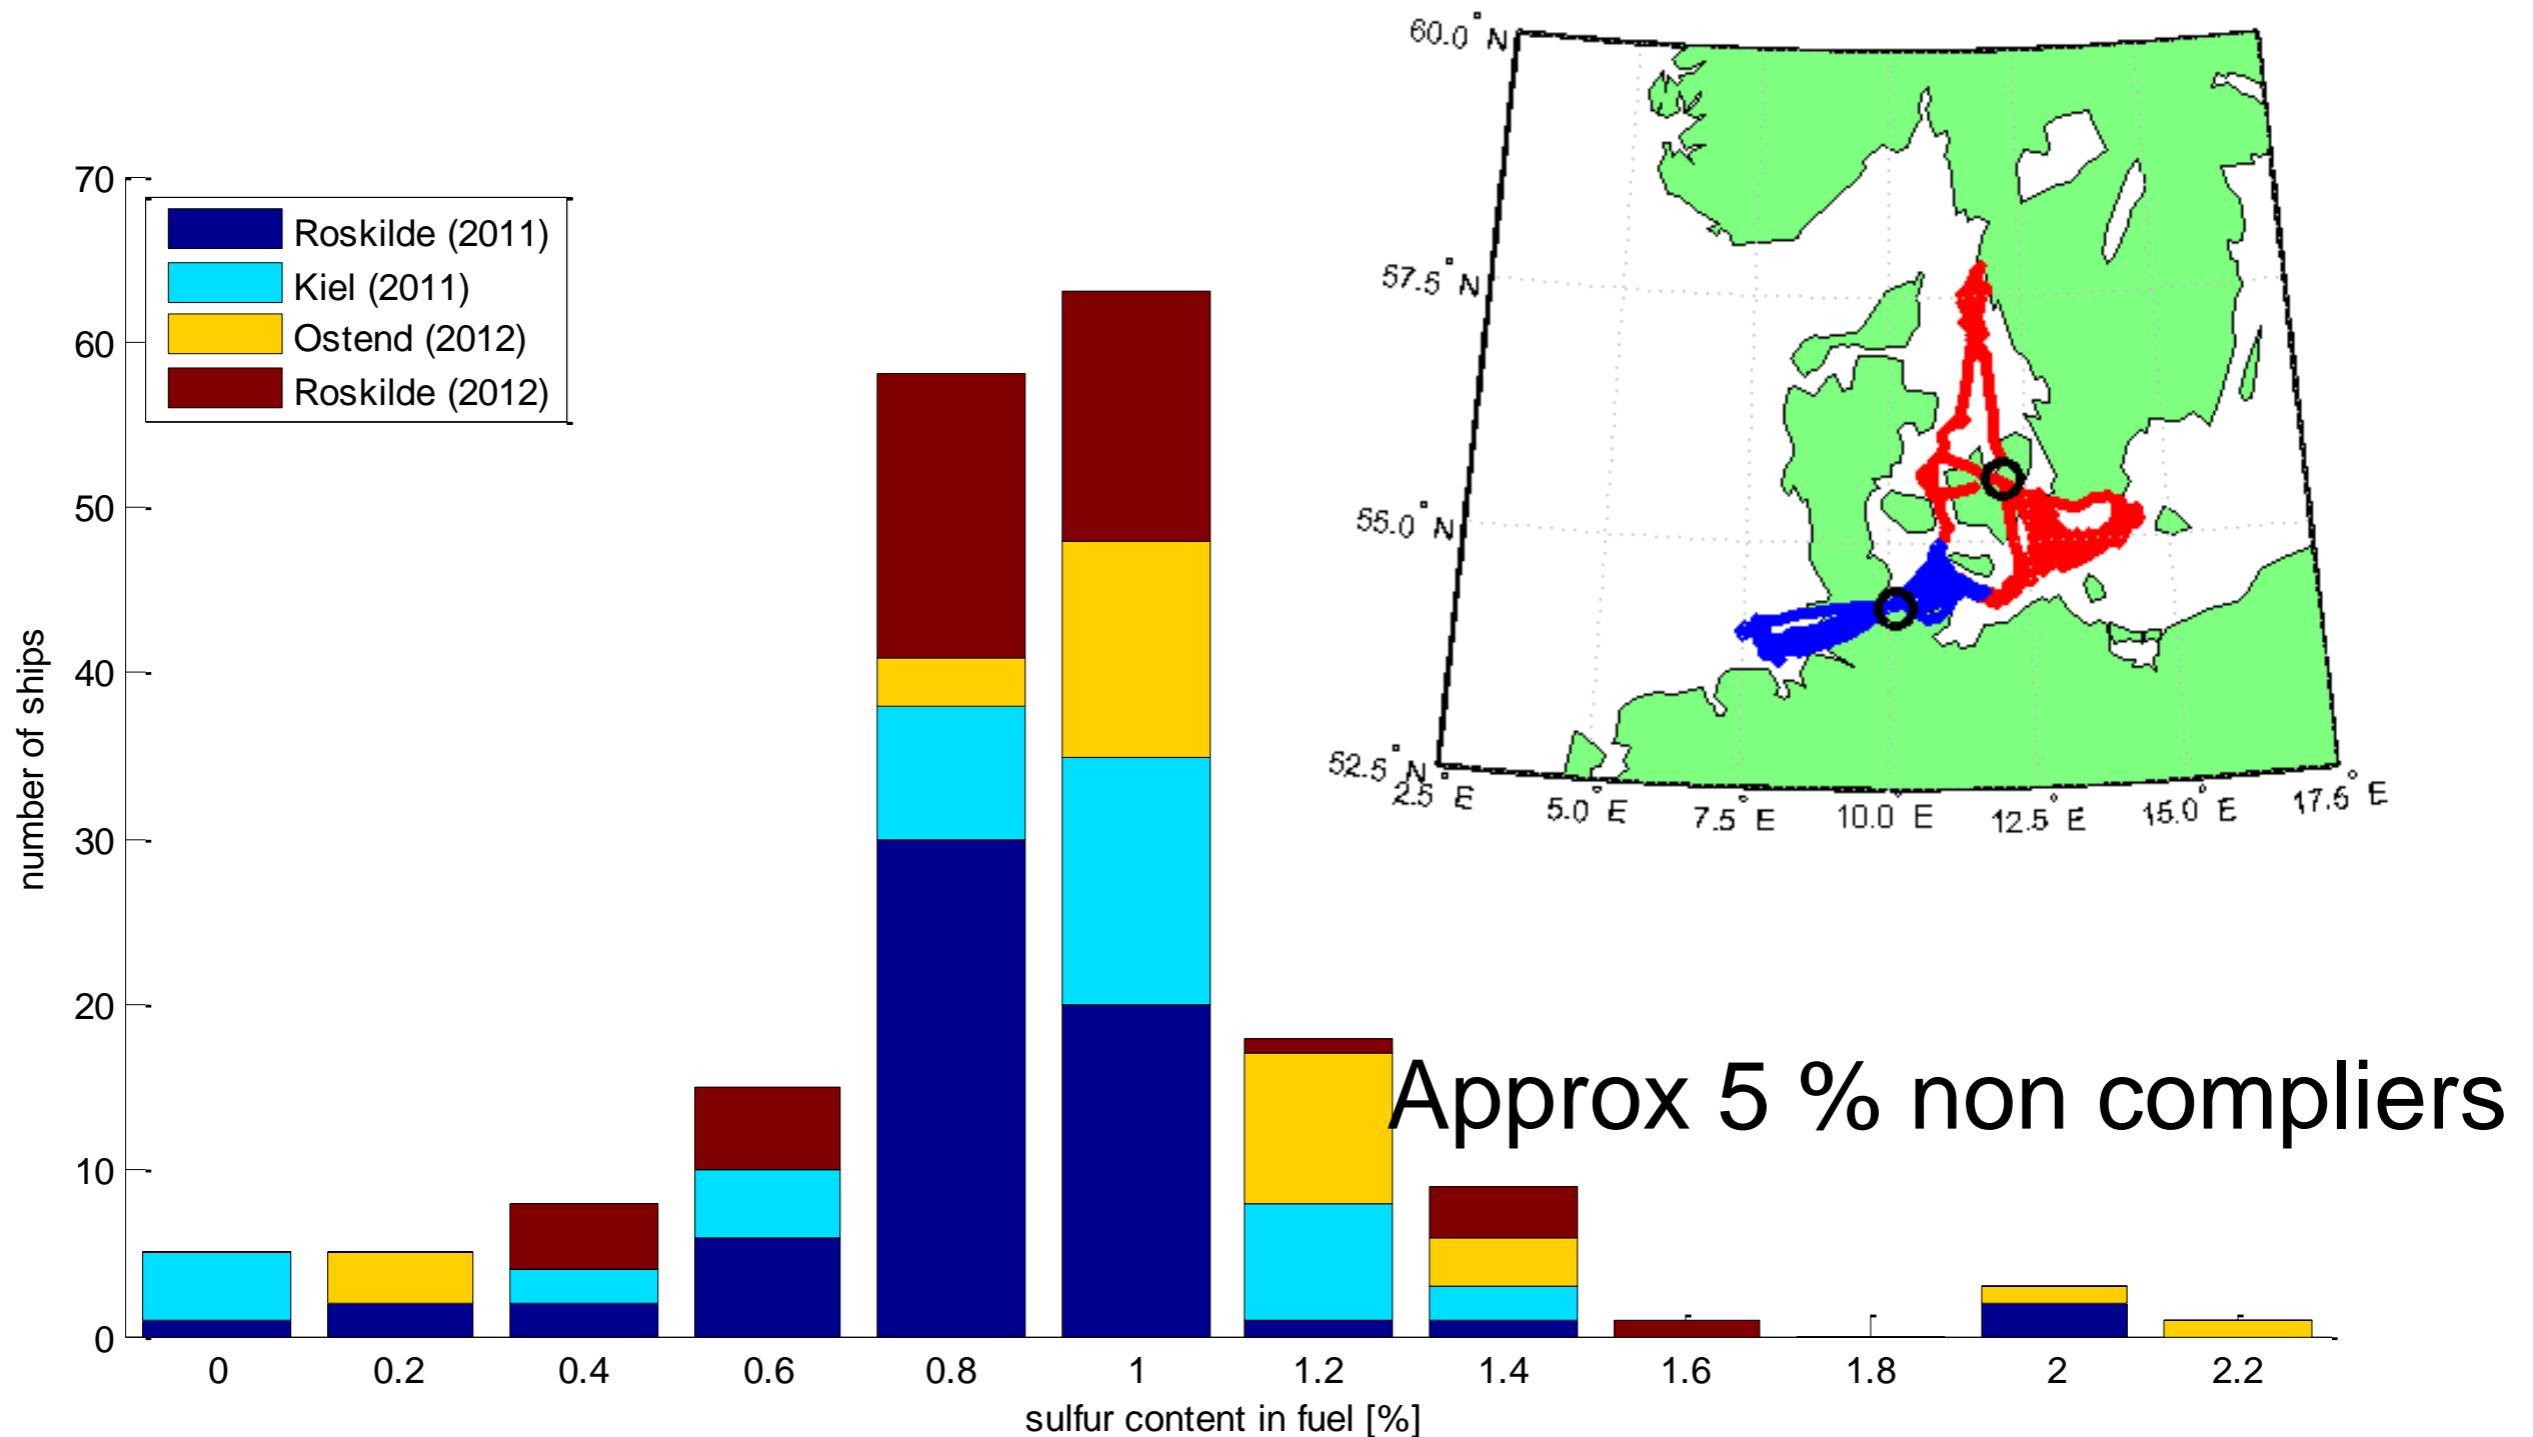 60.0° N
57.5° N
55.0° N
52.5° N
2.5° E
5.0° E
7.5° E
10.0° E
12.5° E
15.0° E
17.5° E
70
60
50
40
30
20
10
0
number of ships
Roskilde (2011)
Kiel (2011)
Ostend (2012)
Roskilde (2012)
Approx 5 % non compliers
0 0.2 0.4 0.6 0.8 1 1.2 1.4 1.6 1.8 2 2.2
sulfur content in fuel [%]